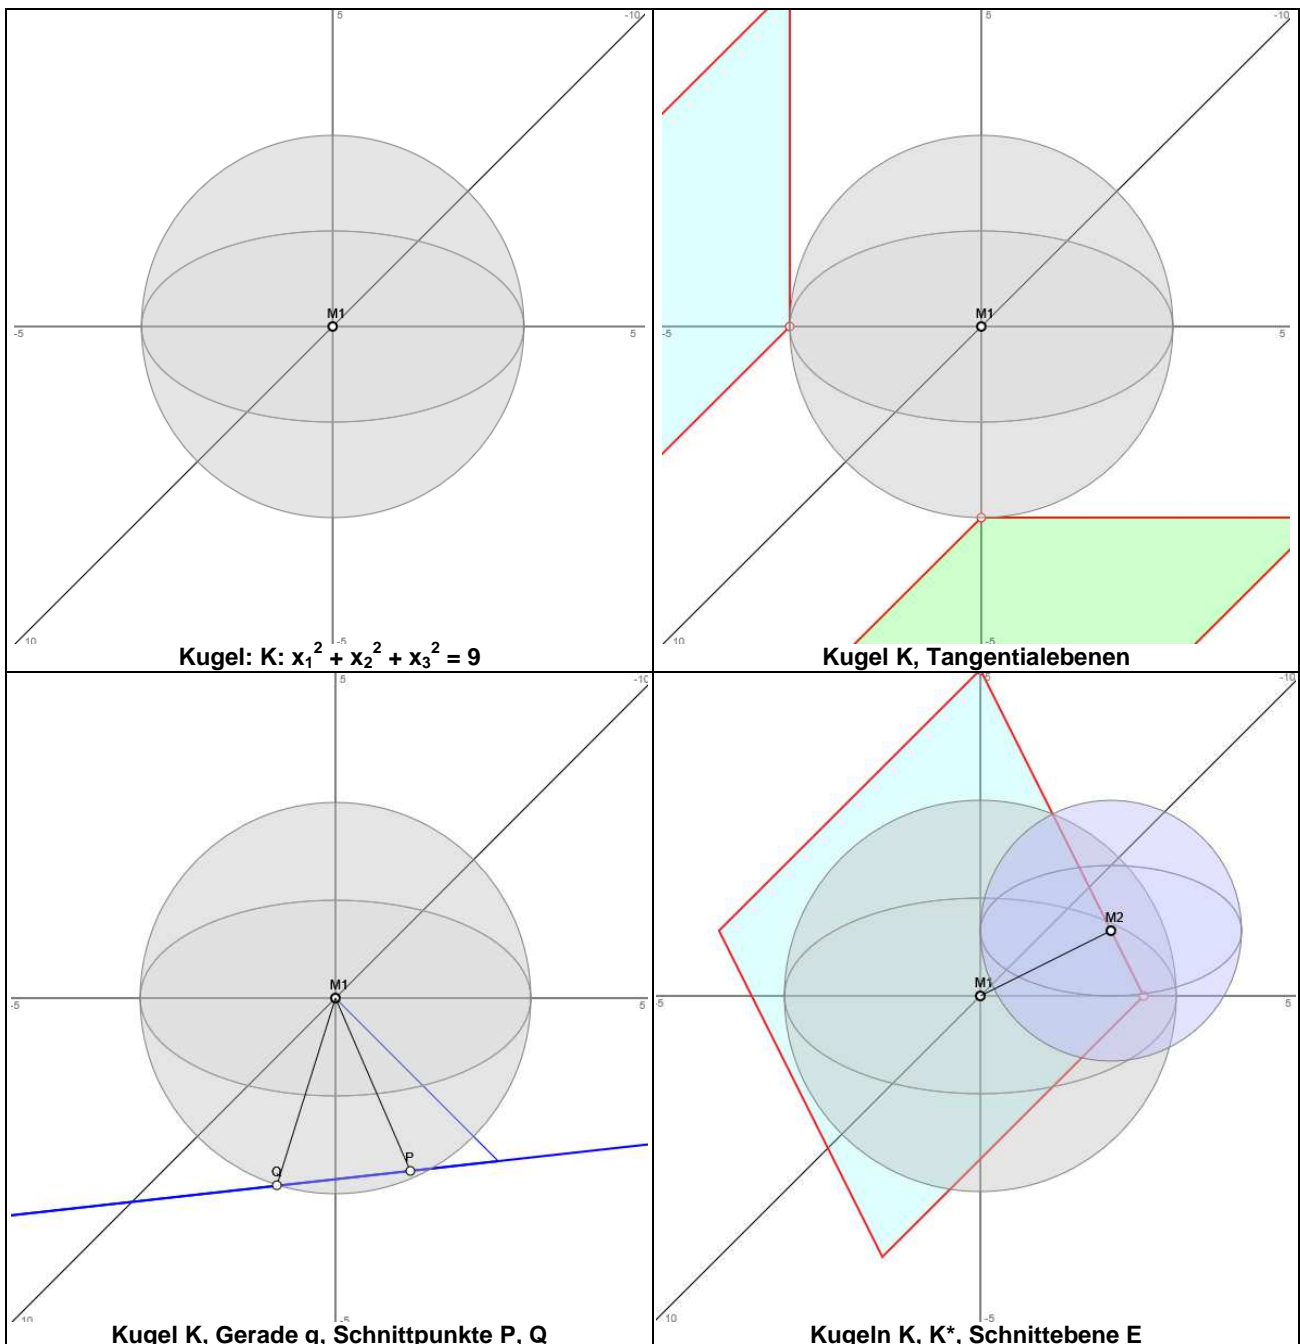 5
-10
M1
-5
5
10
-5
Kugel: K: x₁² + x₂² + x₃² = 9
5
-10
M1
-5
5
10
-5
Kugel K, Tangentialebenen
5
-10
M1
-5
5
Q
P
10
-5
Kugel K, Gerade g, Schnittpunkte P, Q
5
-10
M2
M1
5
5
10
-5
Kugeln K, K*, Schnittebene E